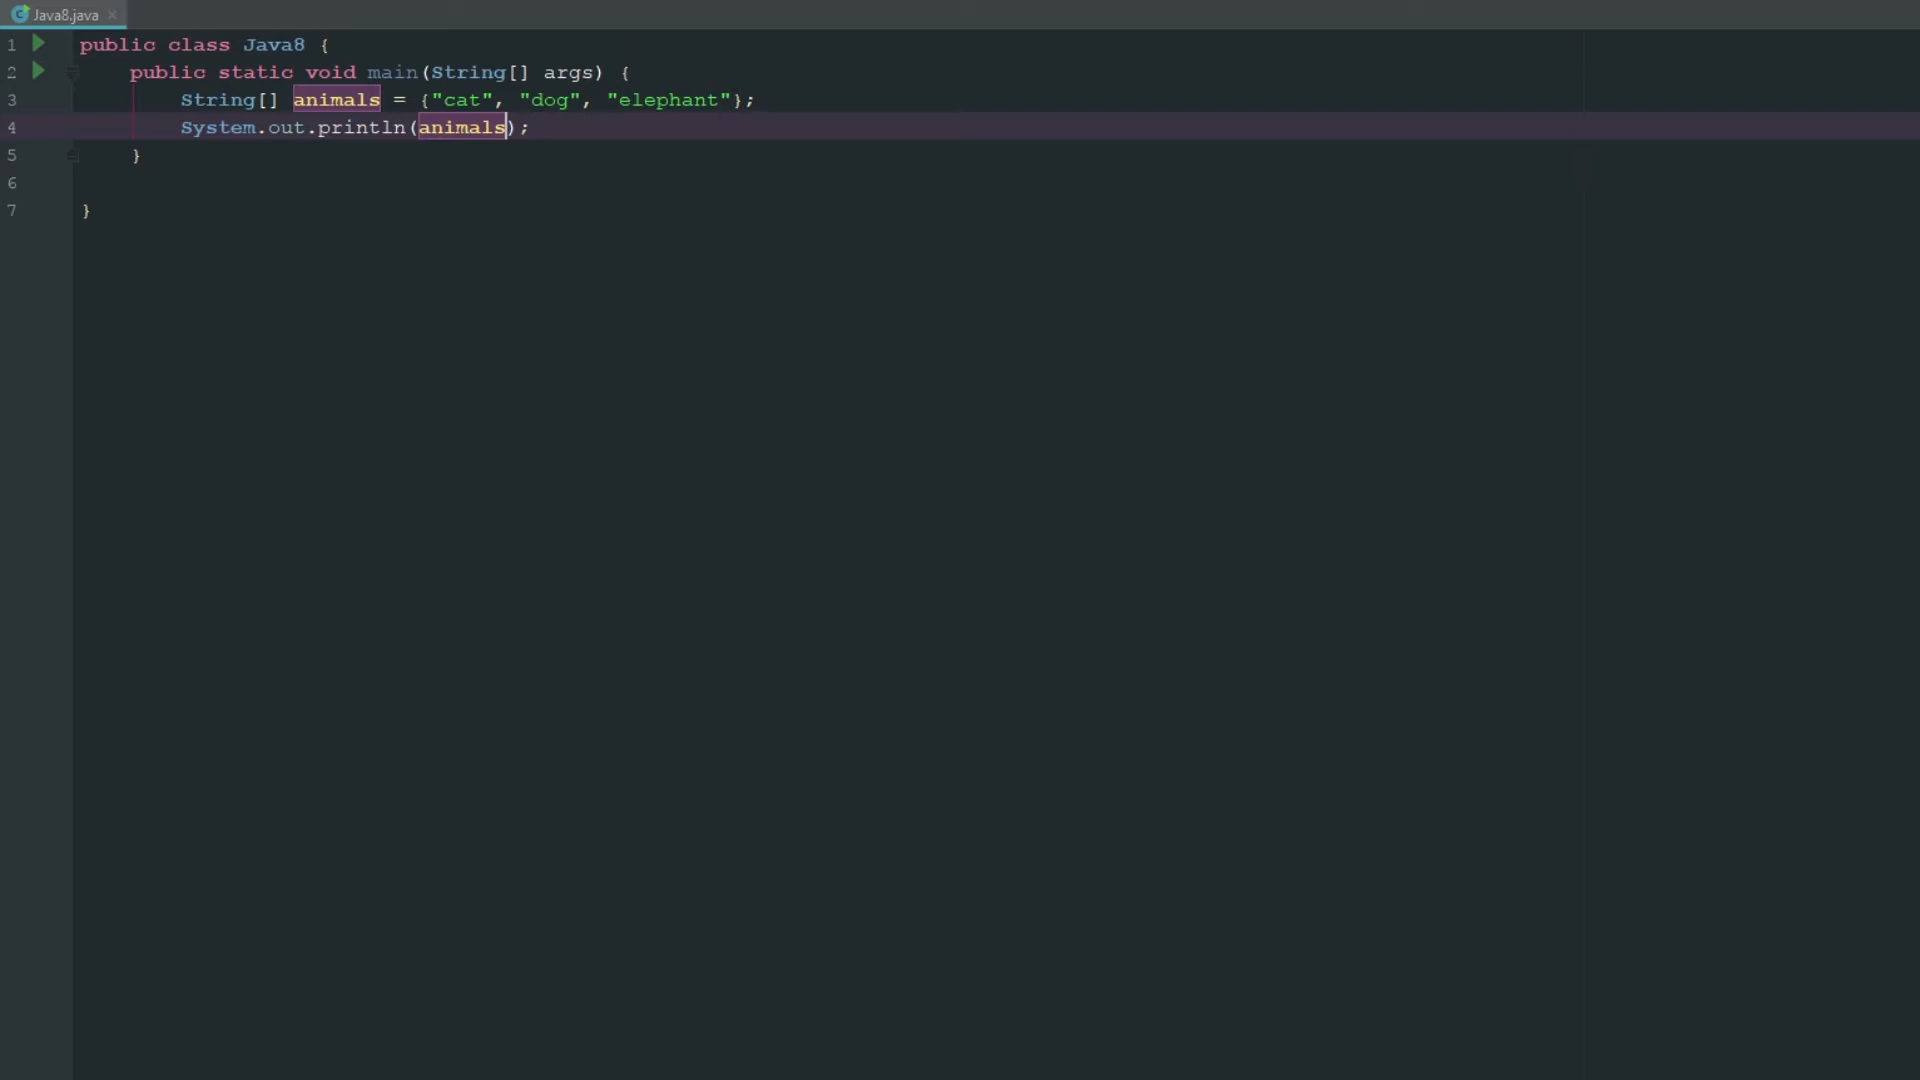 Java8.java
1 public class Java8 {
2 public static void main(String[] args) {
3 String[] animals = {"cat", "dog", "elephant"};
4 System.out.println(animals);
5 }
6
7 }